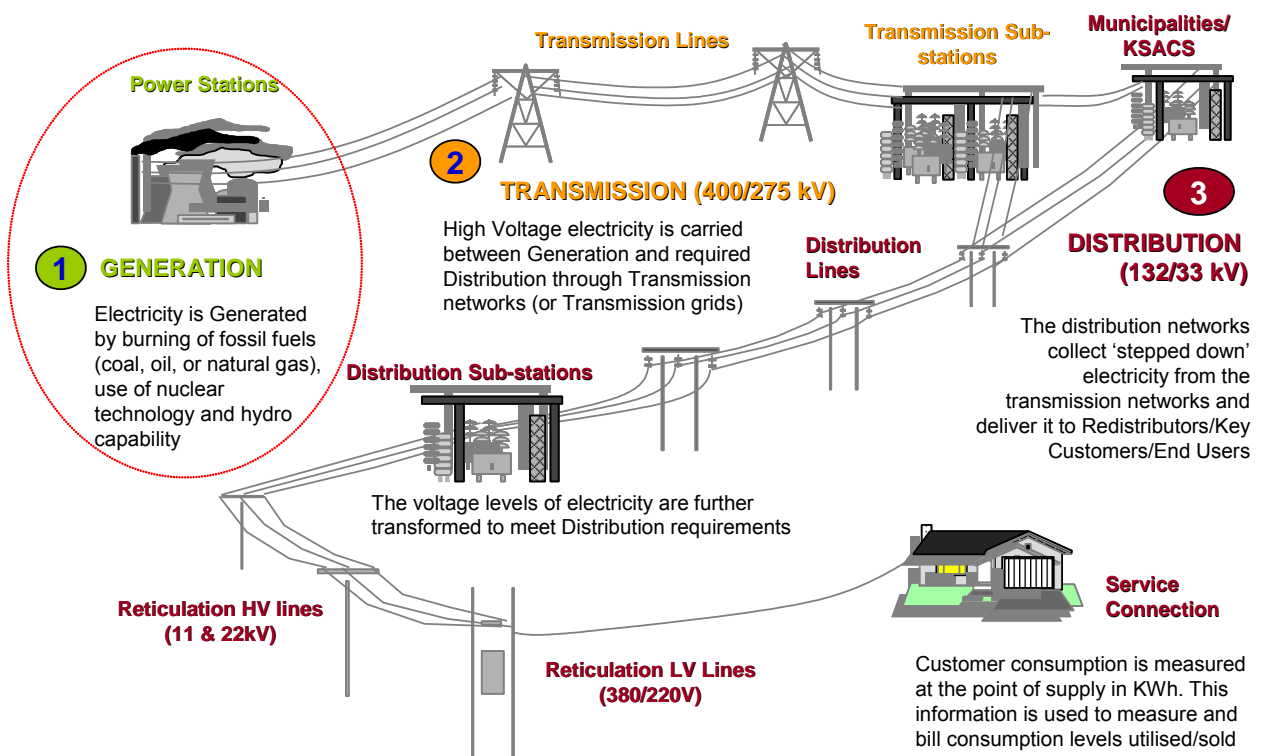 Power Stations
Transmission Lines
Transmission Sub-
stations
Municipalities/
KSACS
1
GENERATION
Electricity is Generated
by burning of fossil fuels
(coal, oil, or natural gas),
use of nuclear
technology and hydro
capability
2
TRANSMISSION (400/275 kV)
High Voltage electricity is carried
between Generation and required
Distribution through Transmission
networks (or Transmission grids)
3
DISTRIBUTION
(132/33 kV)
The distribution networks
collect ‘stepped down’
electricity from the
transmission networks and
deliver it to Redistributors/Key
Customers/End Users
Distribution
Lines
Distribution Sub-stations
The voltage levels of electricity are further
transformed to meet Distribution requirements
Reticulation HV lines
(11 & 22kV)
Reticulation LV Lines
(380/220V)
Service
Connection
Customer consumption is measured
at the point of supply in KWh. This
information is used to measure and
bill consumption levels utilised/sold